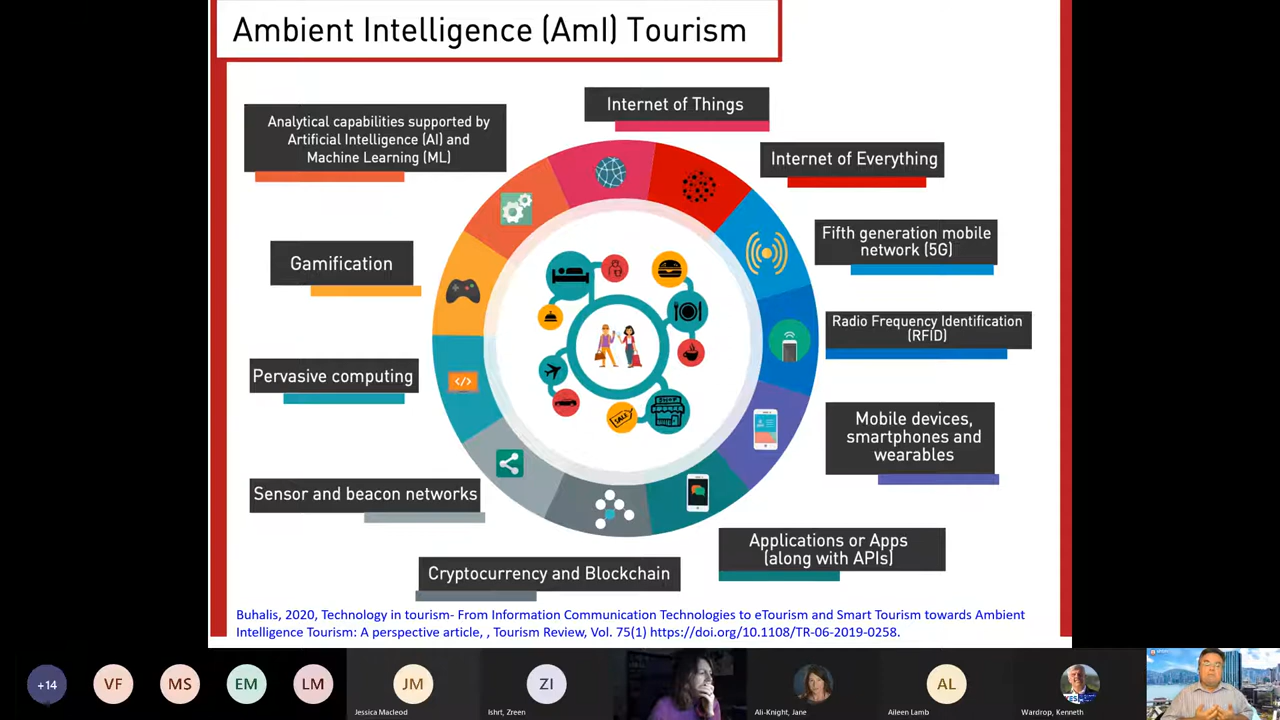 Ambient Intelligence (AmI) Tourism
Internet of Things
Analytical capabilities supported by
Artificial Intelligence (AI) and
Machine Learning (ML)
Internet of Everything
Fifth generation mobile
network (5G)
Gamification
Radio Frequency Identification
(RFID)
Pervasive computing
Mobile devices,
smartphones and
wearables
Sensor and beacon networks
Applications or Apps
(along with APIs)
Cryptocurrency and Blockchain
SHOP
SALE
Buhalis, 2020, Technology in tourism- From Information Communication Technologies to eTourism and Smart Tourism towards Ambient
Intelligence Tourism: A perspective article, , Tourism Review, Vol. 75(1) https://doi.org/10.1108/TR-06-2019-0258.
+14
VF
MS
EM
LM
JM
Jessica Macleod
ZI
Ishrt, Zreen
Ali-Knight, Jane
AL
Aileen Lamb
Wardrop, Kenneth